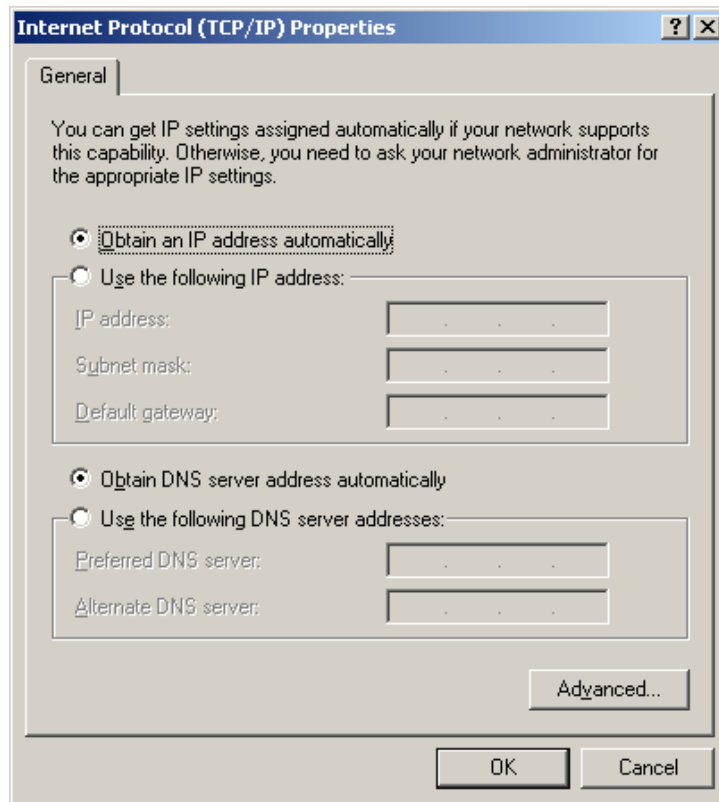 Internet Protocol (TCP/IP) Properties
General
You can get IP settings assigned automatically if your network supports
this capability. Otherwise, you need to ask your network administrator for
the appropriate IP settings.
Obtain an IP address automatically
Use the following IP address:
IP address:
Subnet mask:
Default gateway:
Obtain DNS server address automatically
Use the following DNS server addresses:
Preferred DNS server:
Alternate DNS server:
Advanced...
OK Cancel